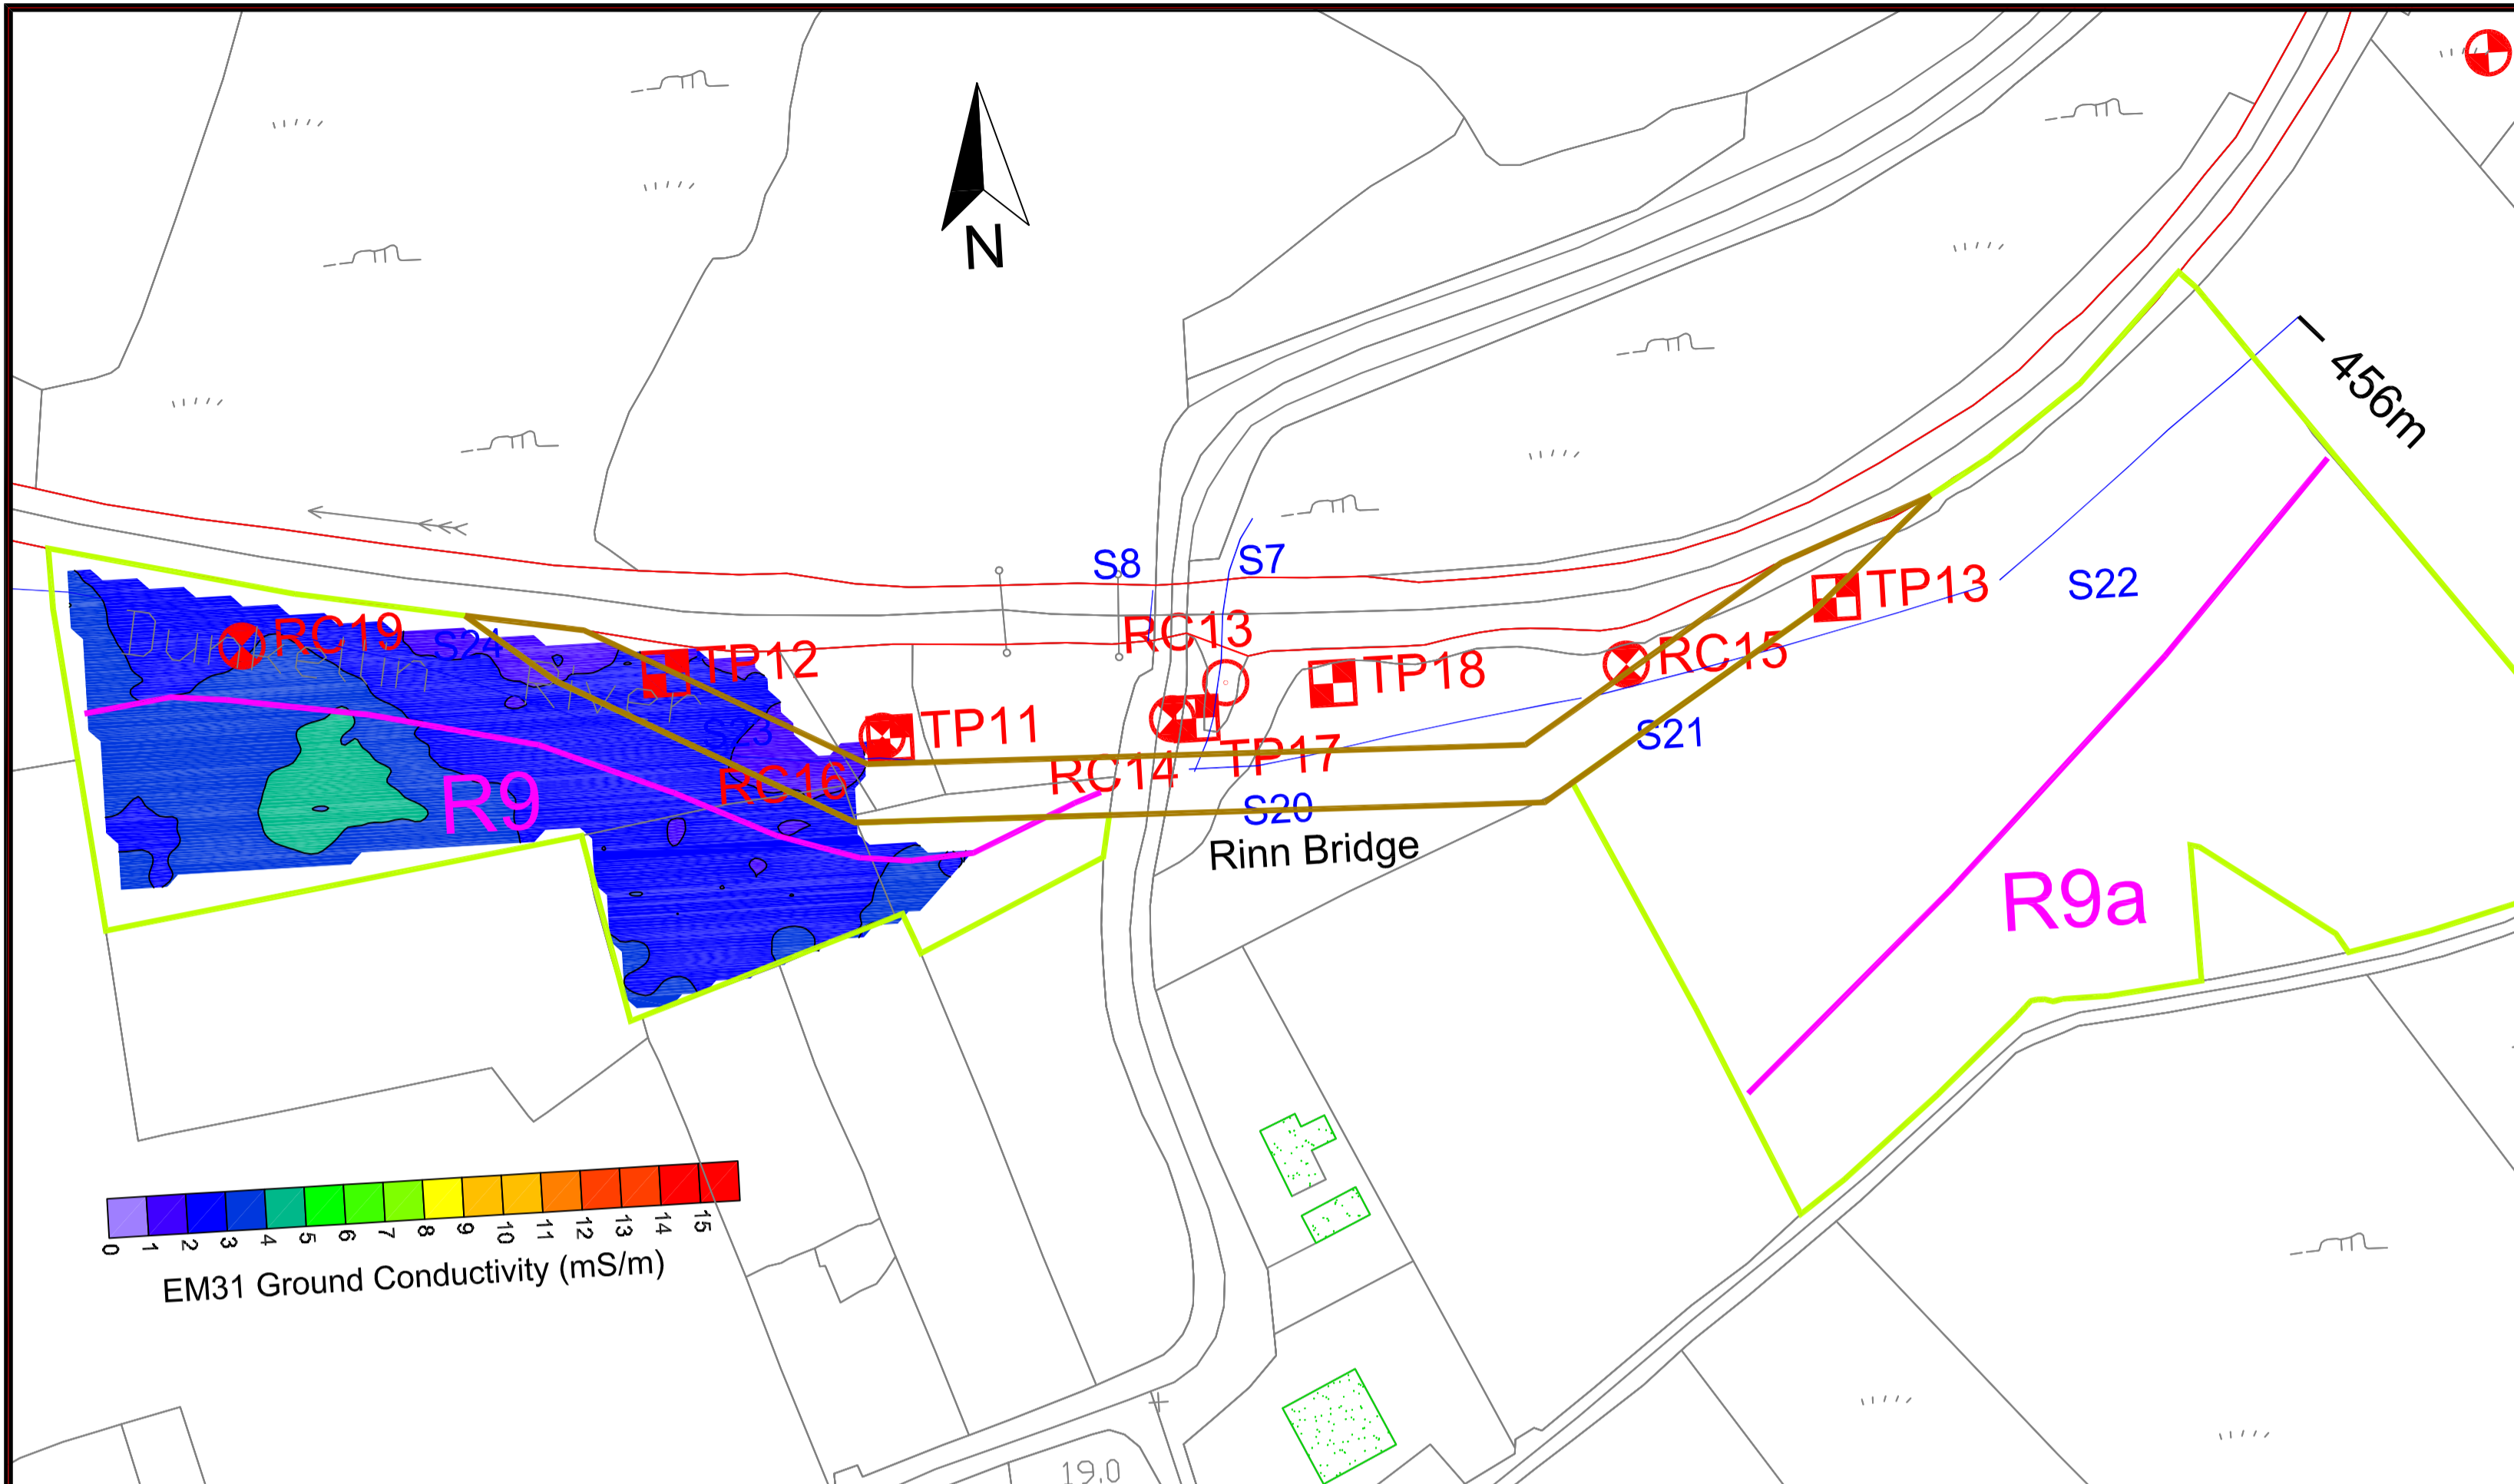 N
456m
S8
S7
S22
TP13
RC19
S24
RC13
TP12
TP18
RC15
TP11
S23
S21
RC16
RC14
TP17
R9
S20
Rinn Bridge
R9a
0 1 2 3 4 5 6 7 8 9 10 11 12 13 14 15
EM31 Ground Conductivity (mS/m)
19.0